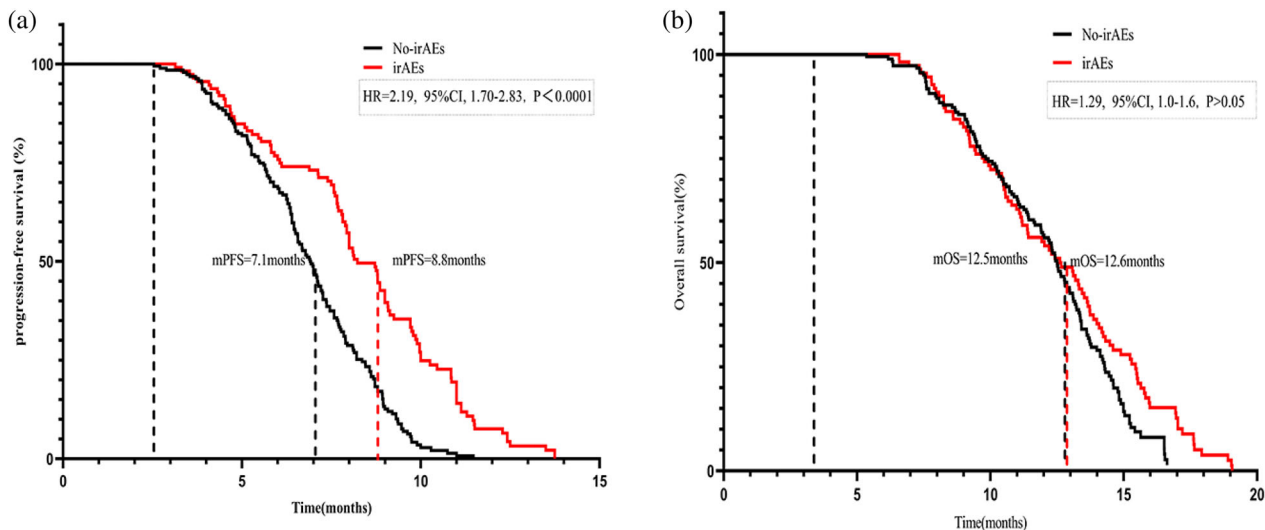 (a)
No-irAEs
irAEs
HR=2.19, 95%CI, 1.70-2.83, P<0.0001
100
50
0
progression-free survival (%)
mPFS=7.1months
mPFS=8.8months
0
5
10
15
Time(months)
(b)
No-irAEs
irAEs
HR=1.29, 95%CI, 1.0-1.6, P>0.05
100
50
0
Overall survival(%)
mOS=12.5months
mOS=12.6months
0
5
10
15
20
Time(months)